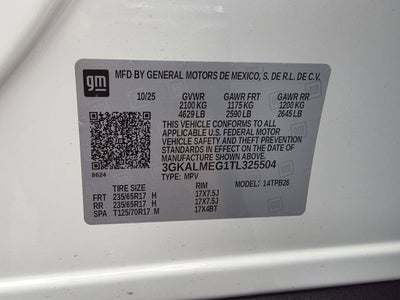 gm
MFD BY GENERAL MOTORS DE MEXICO, S. DE R.L. DE C.V.
10/25 GVWR GAWR FRT GAWR RR
2100 KG 1175 KG 1200 KG
4629 LB 2590 LB 2645 LB
THIS VEHICLE CONFORMS TO ALL
APPLICABLE U.S. FEDERAL MOTOR
VEHICLE SAFETY AND THEFT PREVENTION
STANDARDS IN EFFECT ON THE DATE
OF MANUFACTURE SHOWN ABOVE.
3GKALMEG1TL325504
8624 TYPE: MPV MODEL: 14TPB26
TIRE SIZE RIM
FRT 235/65R17 H 17X7.5J
RR 235/65R17 H 17X7.5J
SPA T125/70R17 M 17X4BT